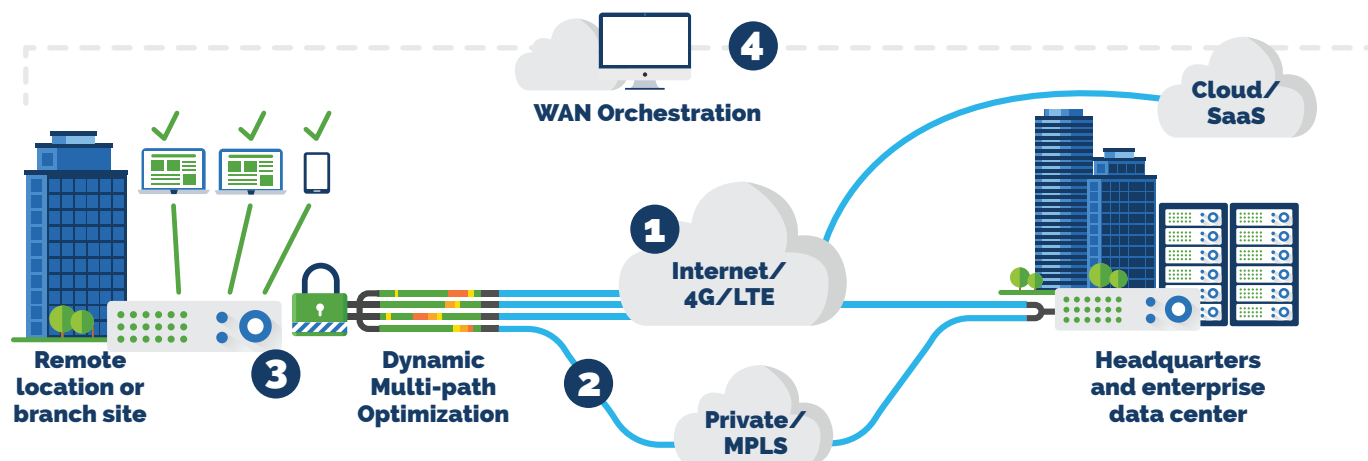 4
WAN Orchestration
Cloud/
SaaS
1
Internet/
4G/LTE
3
Remote
location or
branch site
Dynamic
Multi-path
Optimization
2
Private/
MPLS
Headquarters
and enterprise
data center